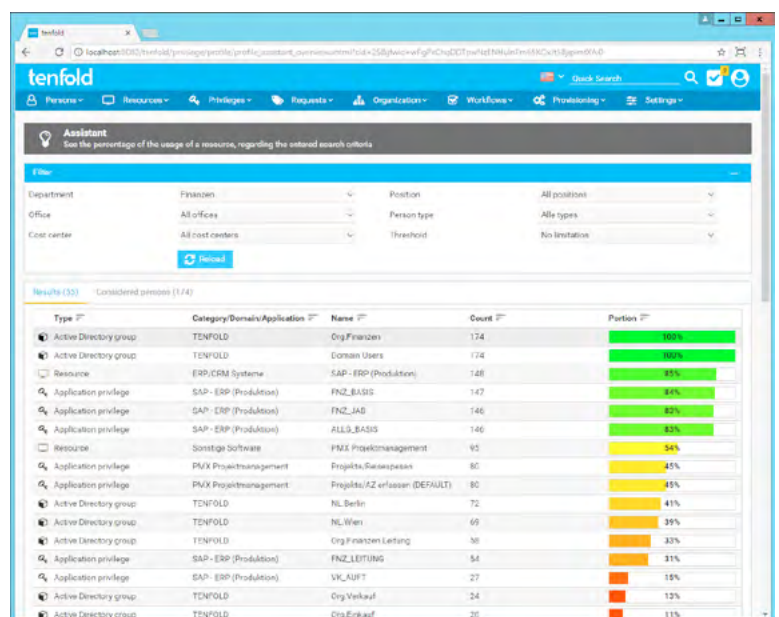 tenfold
tenfold
Quick Search
Persons
Resources
Privileges
Requests
Organization
Workflows
Provisioning
Settings
Assistant
See the percentage of the usage of a resource, regarding the entered search criteria
Filter
Department Finanzen Position All positions
Office All offices Person type Alle types
Cost center All cost centers Threshold No limitation
Reload
Results (55) Considered persons (174)
Type Category/Domain/Application Name Count Portion
Active Directory group TENFOLD Org.Finanzen 174 100%
Active Directory group TENFOLD Domain Users 174 100%
Resource ERP/CRM Systeme SAP - ERP (Produktion) 148 85%
Application privilege SAP - ERP (Produktion) FNZ_BASIS 147 84%
Application privilege SAP - ERP (Produktion) FNZ_JAB 146 83%
Application privilege SAP - ERP (Produktion) ALLG_BASIS 146 83%
Resource Sonstige Software PMX Projektmanagement 95 54%
Application privilege PMX Projektmanagement Projekte/Reisespesen 80 45%
Application privilege PMX Projektmanagement Projekte/AZ erfassen (DEFAULT) 80 45%
Active Directory group TENFOLD NL.Berlin 72 41%
Active Directory group TENFOLD NL.Wien 69 39%
Active Directory group TENFOLD Org.Finanzen Leitung 58 33%
Application privilege SAP - ERP (Produktion) FNZ_LEITUNG 54 31%
Application privilege SAP - ERP (Produktion) VK_AUFT 27 15%
Active Directory group TENFOLD Org.Verkauf 24 13%
Active Directory group TENFOLD Org.Einkauf 20 11%